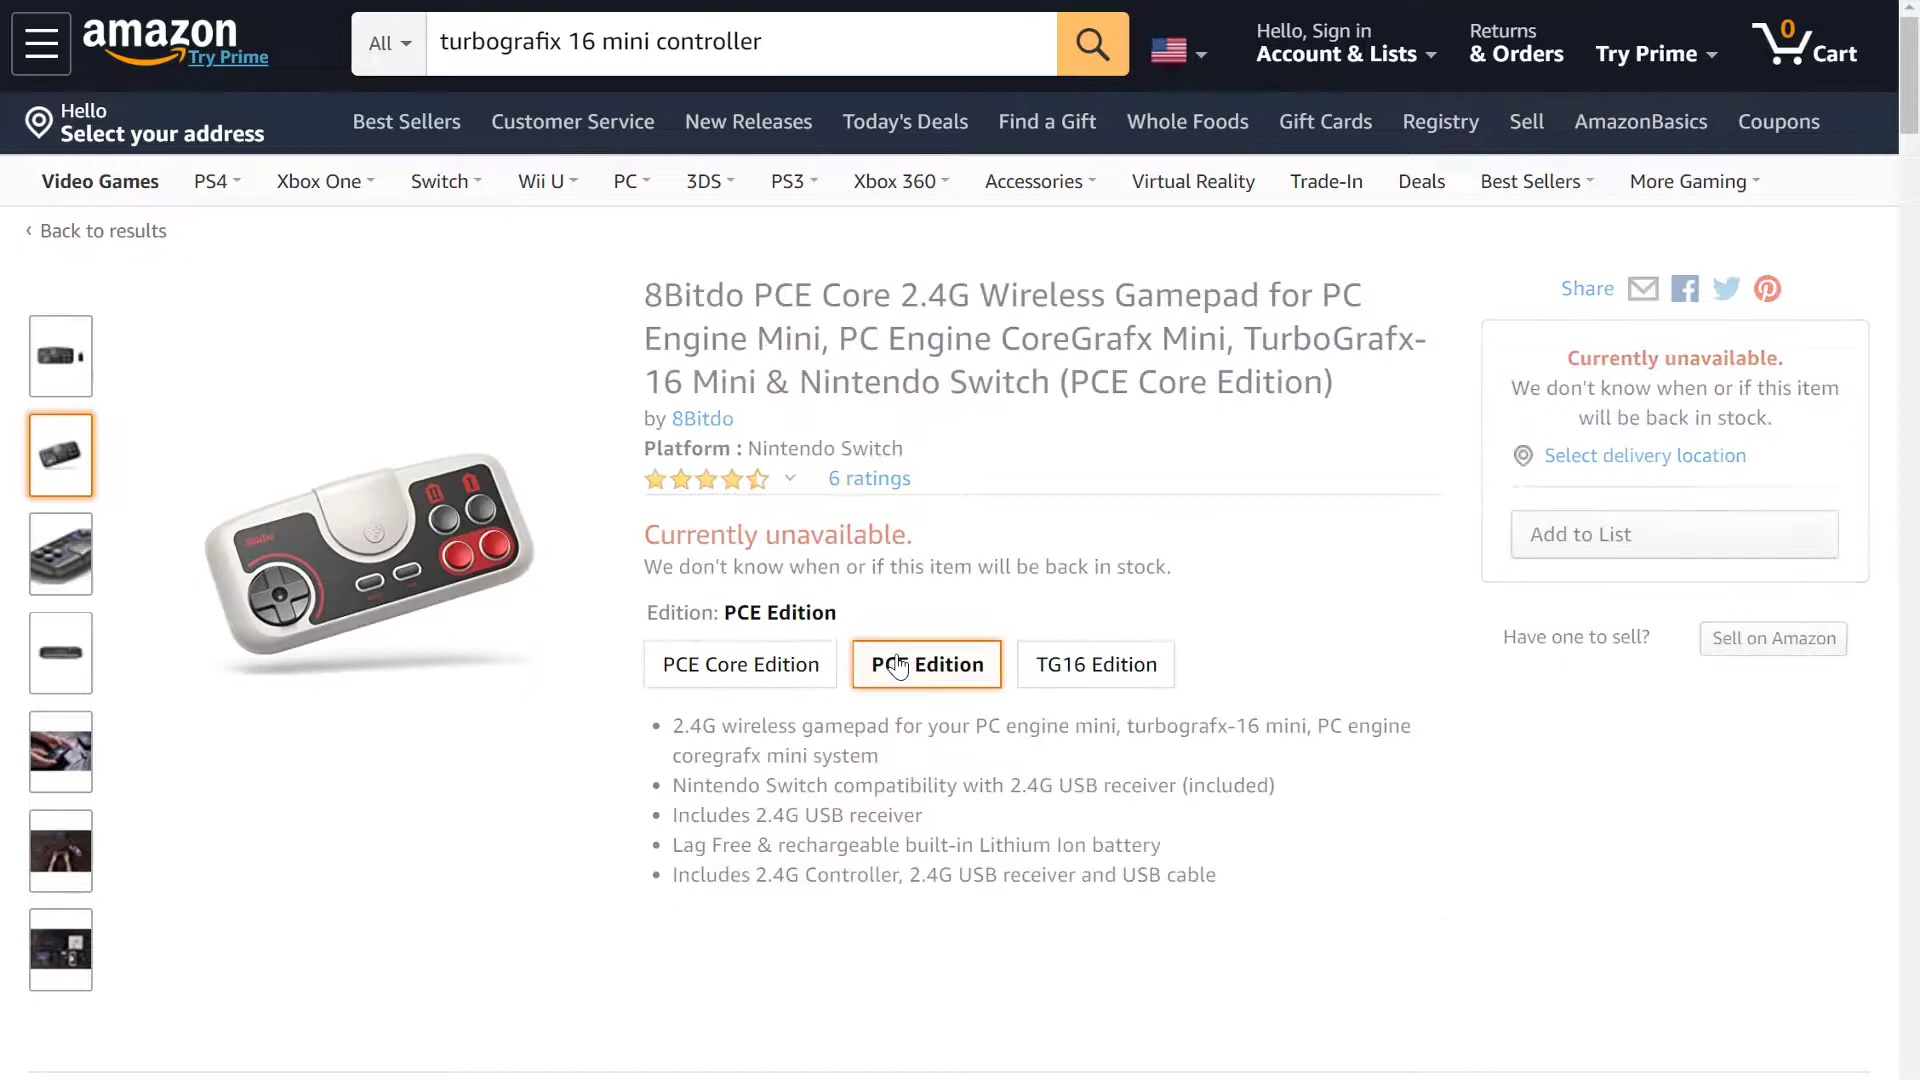 amazon
Try Prime
All
turbografix 16 mini controller
Hello, Sign in
Account & Lists
Returns
& Orders
Try Prime
0
Cart
Hello
Select your address
Best Sellers
Customer Service
New Releases
Today's Deals
Find a Gift
Whole Foods
Gift Cards
Registry
Sell
AmazonBasics
Coupons
Video Games
PS4
Xbox One
Switch
Wii U
PC
3DS
PS3
Xbox 360
Accessories
Virtual Reality
Trade-In
Deals
Best Sellers
More Gaming
‹ Back to results
8Bitdo PCE Core 2.4G Wireless Gamepad for PC
Engine Mini, PC Engine CoreGrafx Mini, TurboGrafx-
16 Mini & Nintendo Switch (PCE Core Edition)
by 8Bitdo
Platform : Nintendo Switch
6 ratings
Currently unavailable.
We don't know when or if this item will be back in stock.
Edition: PCE Edition
PCE Core Edition
PCE Edition
TG16 Edition
• 2.4G wireless gamepad for your PC engine mini, turbografx-16 mini, PC engine
coregrafx mini system
• Nintendo Switch compatibility with 2.4G USB receiver (included)
• Includes 2.4G USB receiver
• Lag Free & rechargeable built-in Lithium Ion battery
• Includes 2.4G Controller, 2.4G USB receiver and USB cable
Share
Currently unavailable.
We don't know when or if this item
will be back in stock.
Select delivery location
Add to List
Have one to sell?
Sell on Amazon
8Bitdo
II
I